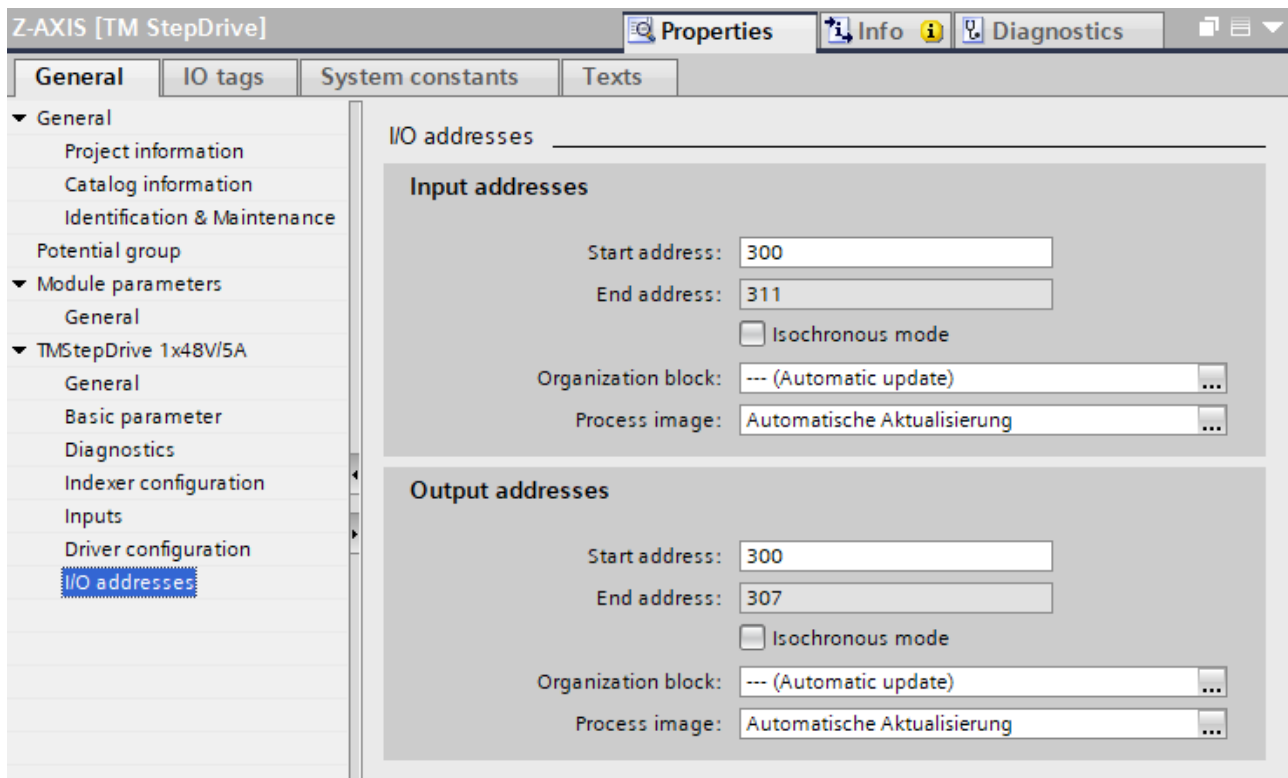 Z-AXIS [TM StepDrive]
Properties
Info
Diagnostics
General
IO tags
System constants
Texts
General
Project information
Catalog information
Identification & Maintenance
Potential group
Module parameters
General
TMStepDrive 1x48V/5A
General
Basic parameter
Diagnostics
Indexer configuration
Inputs
Driver configuration
I/O addresses
I/O addresses
Input addresses
Start address: 300
End address: 311
Isochronous mode
Organization block: --- (Automatic update) ...
Process image: Automatische Aktualisierung ...
Output addresses
Start address: 300
End address: 307
Isochronous mode
Organization block: --- (Automatic update) ...
Process image: Automatische Aktualisierung ...